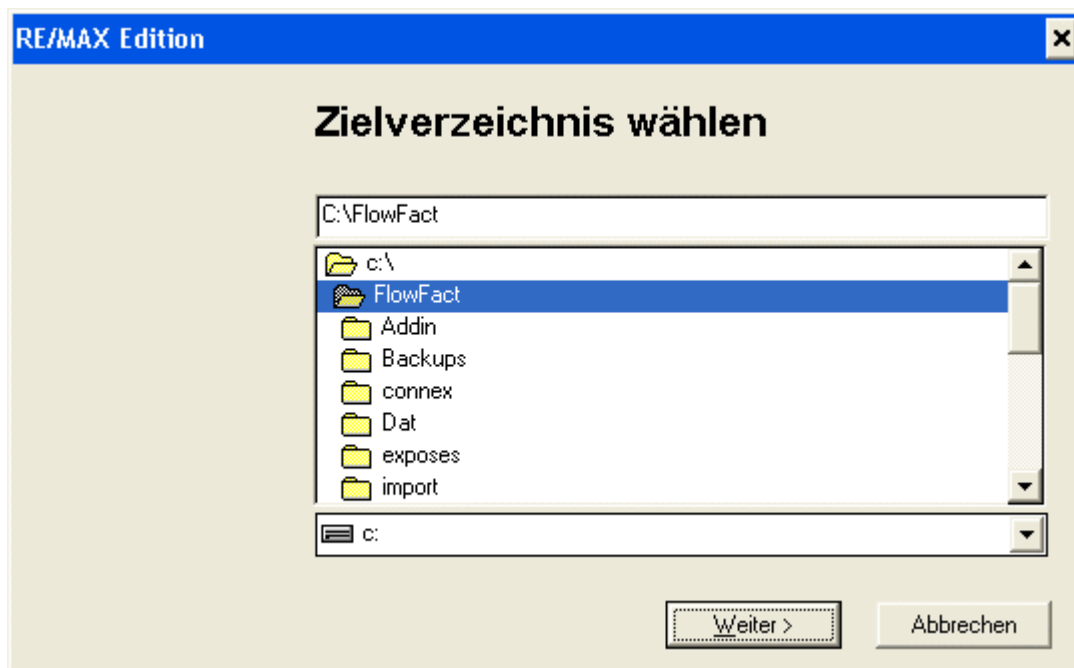 RE/MAX Edition
Zielverzeichnis wählen
C:\FlowFact
c:\
FlowFact
Addin
Backups
connex
Dat
exposes
import
c:
Weiter > Abbrechen